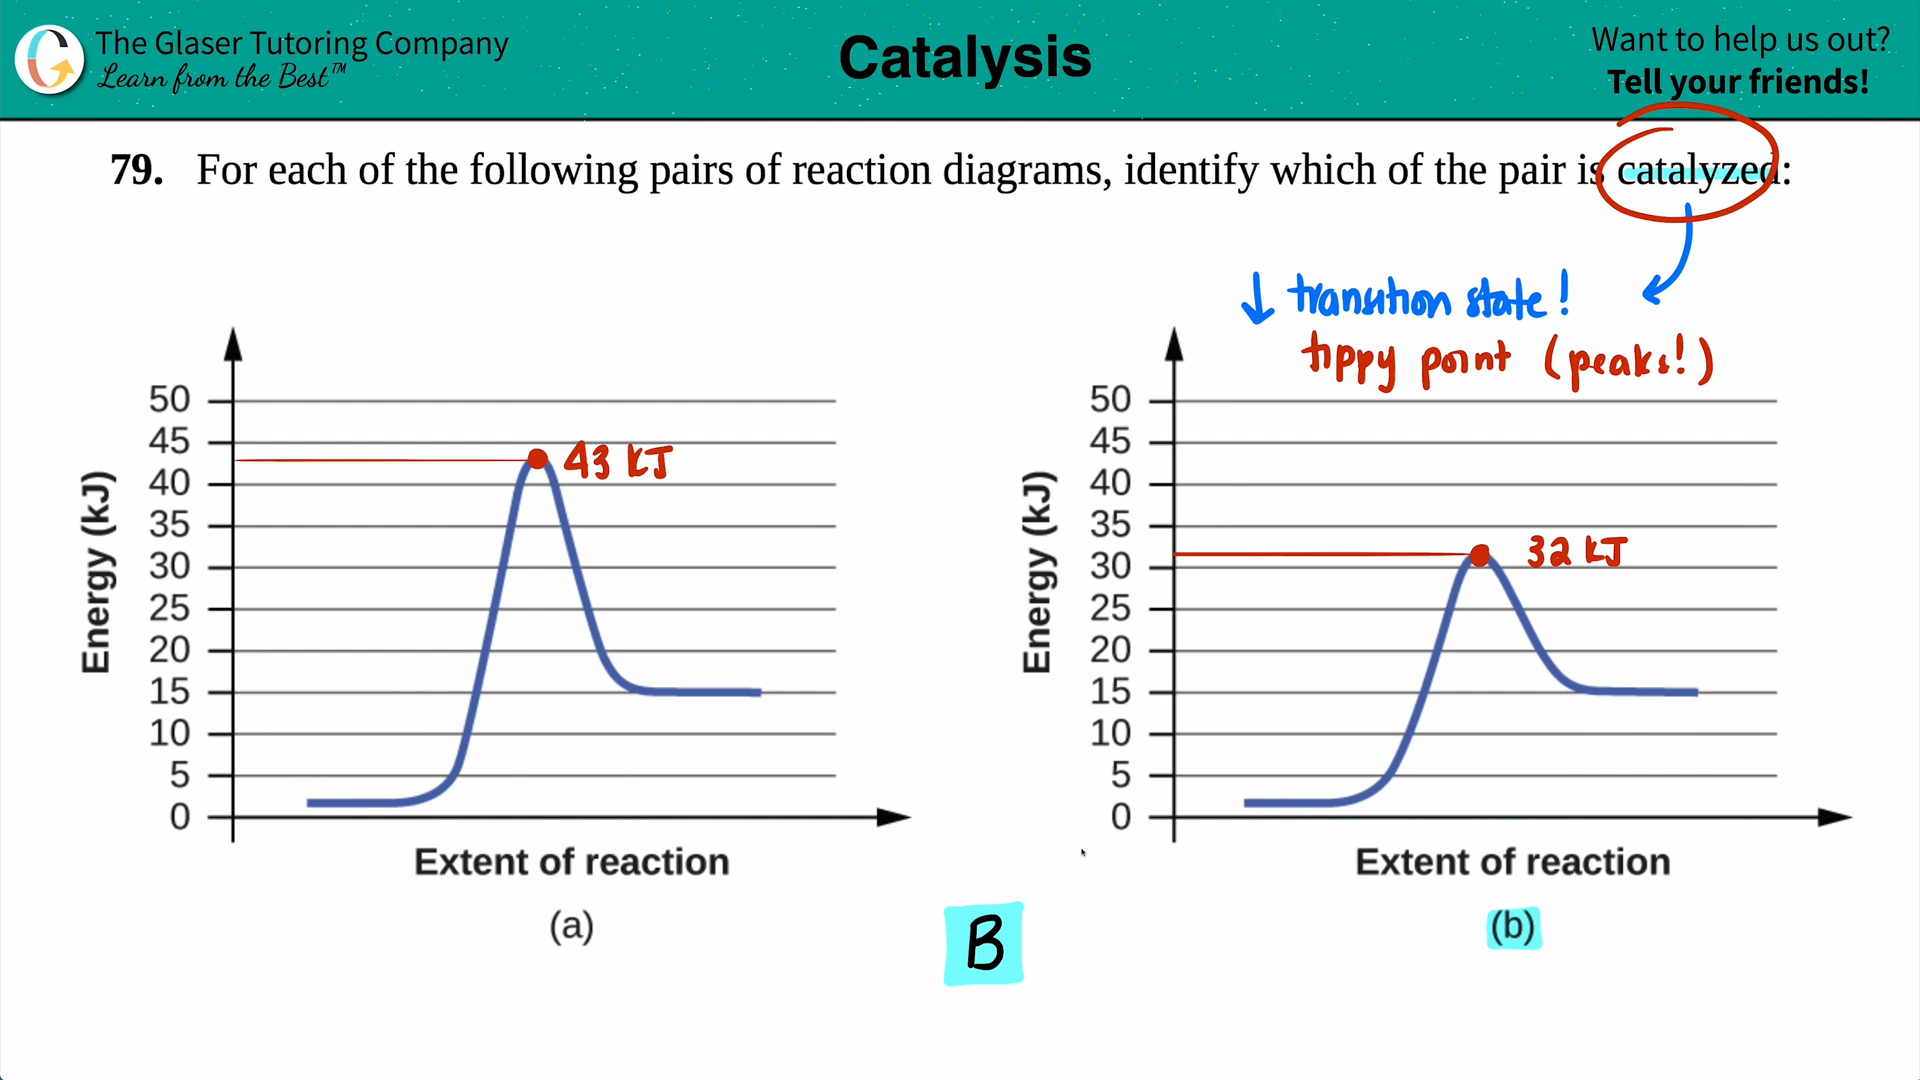 The Glaser Tutoring Company
Learn from the Best™
Catalysis
Want to help us out?
Tell your friends!
79. For each of the following pairs of reaction diagrams, identify which of the pair is catalyzed:
↓ transition state!
tippy point (peaks!)
50
45
40
35
30
25
20
15
10
5
0
Energy (kJ)
43 kJ
Extent of reaction
(a)
50
45
40
35
30
25
20
15
10
5
0
Energy (kJ)
32 kJ
Extent of reaction
(b)
B